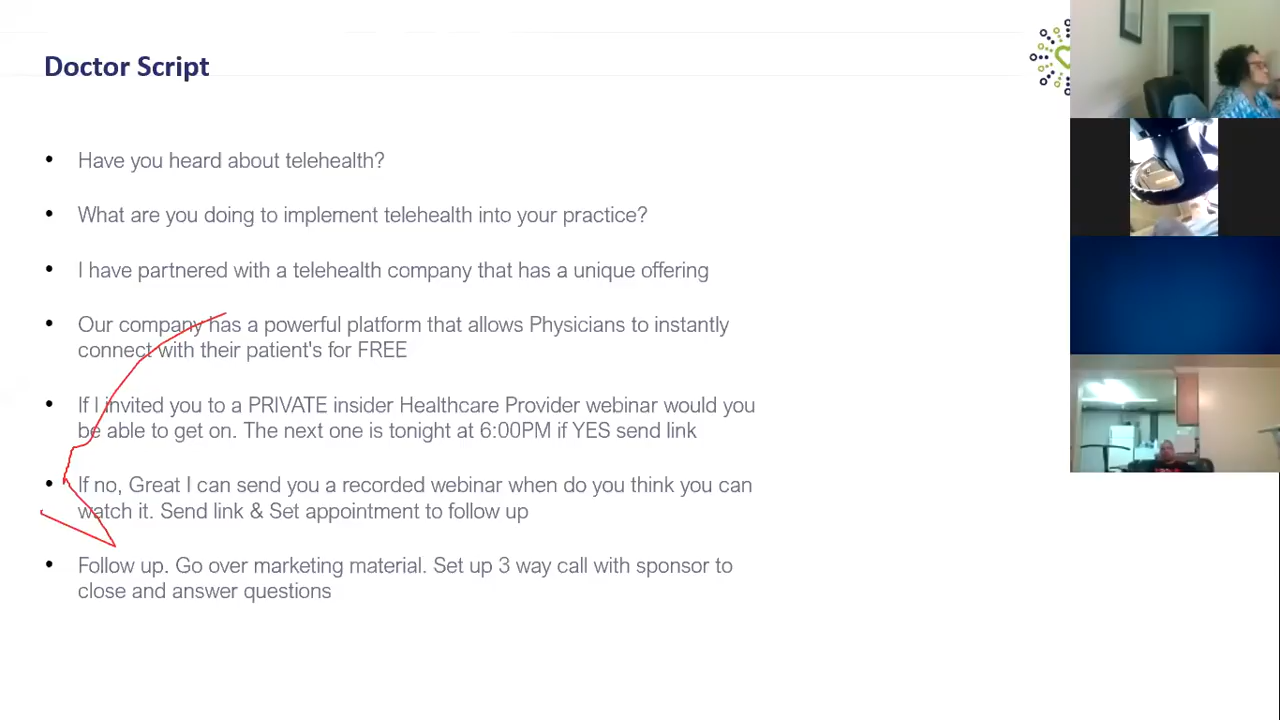 Doctor Script
• Have you heard about telehealth?
• What are you doing to implement telehealth into your practice?
• I have partnered with a telehealth company that has a unique offering
• Our company has a powerful platform that allows Physicians to instantly
connect with their patient's for FREE
• If I invited you to a PRIVATE insider Healthcare Provider webinar would you
be able to get on. The next one is tonight at 6:00PM if YES send link
• If no, Great I can send you a recorded webinar when do you think you can
watch it. Send link & Set appointment to follow up
• Follow up. Go over marketing material. Set up 3 way call with sponsor to
close and answer questions